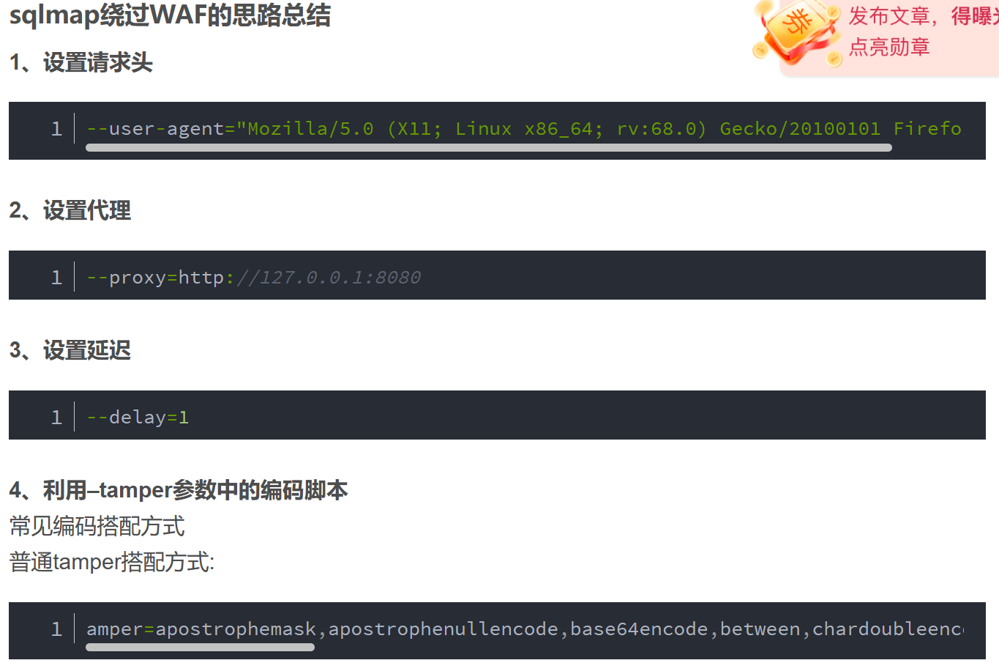 sqlmap绕过WAF的思路总结
券
发布文章，得曝光
点亮勋章
1、设置请求头
1 --user-agent="Mozilla/5.0 (X11; Linux x86_64; rv:68.0) Gecko/20100101 Firefo
2、设置代理
1 --proxy=http://127.0.0.1:8080
3、设置延迟
1 --delay=1
4、利用–tamper参数中的编码脚本
常见编码搭配方式
普通tamper搭配方式:
1 amper=apostrophemask,apostrophenullencode,base64encode,between,chardoubleenc